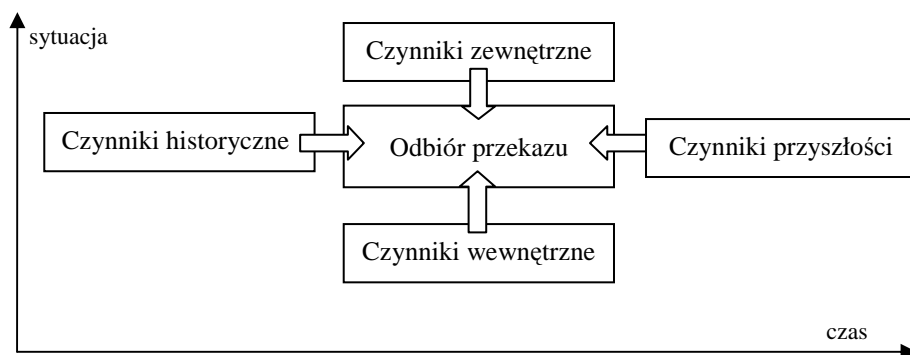 sytuacja
Czynniki zewnętrzne
Czynniki historyczne
Odbiór przekazu
Czynniki przyszłości
Czynniki wewnętrzne
czas